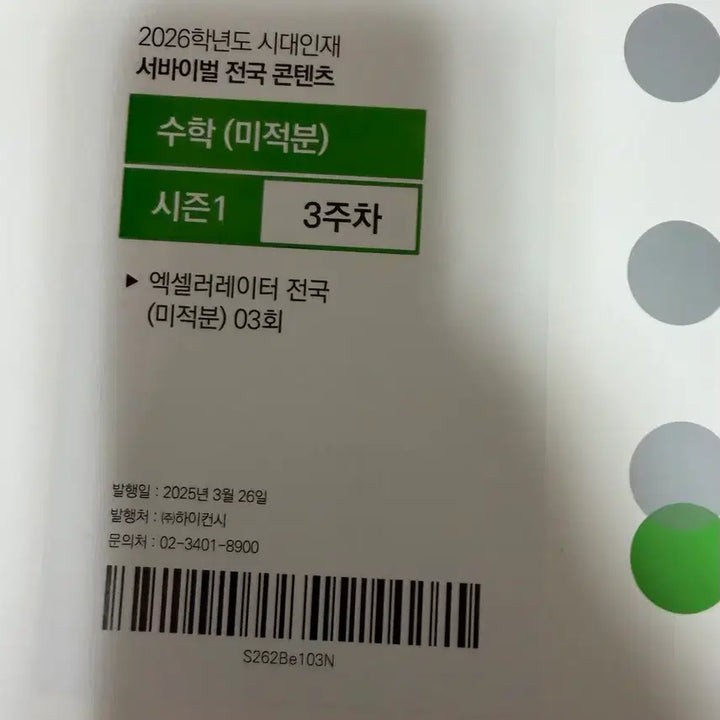 2026학년도 시대인재
서바이벌 전국 콘텐츠
수학 (미적분)
시즌1 3주차
▶ 엑셀러레이터 전국
(미적분) 03회
발행일 : 2025년 3월 26일
발행처 : ㈜하이컨시
문의처 : 02-3401-8900
S262Be103N